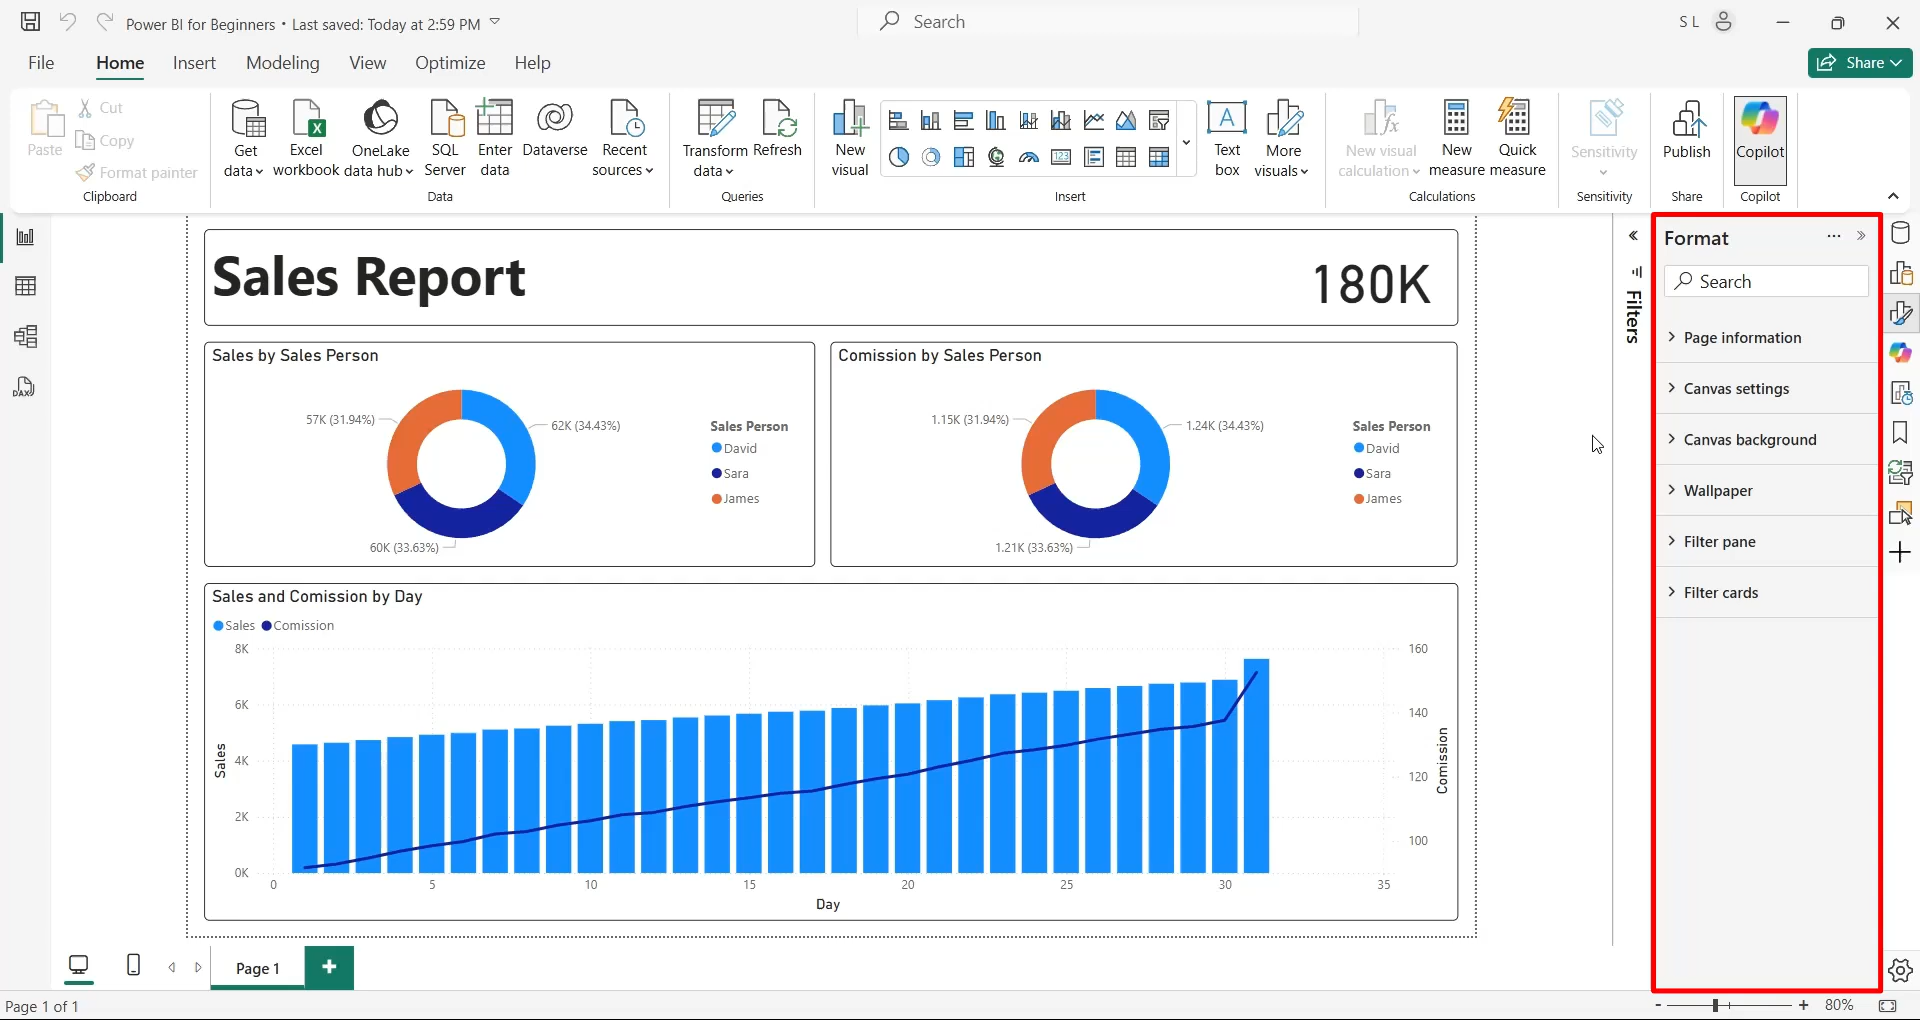 Power BI for Beginners • Last saved: Today at 2:59 PM
Search
S L
File Home Insert Modeling View Optimize Help
Share
Paste
Cut
Copy
Format painter
Clipboard
Get data
Excel workbook
OneLake data hub
SQL Server
Enter data
Dataverse
Recent sources
Data
Transform data
Refresh
Queries
New visual
Text box
More visuals
Insert
New visual calculation
New measure
Quick measure
Calculations
Sensitivity
Sensitivity
Publish
Share
Copilot
Copilot
DAX
Sales Report
180K
Sales by Sales Person
57K (31.94%)
62K (34.43%)
60K (33.63%)
Sales Person
David
Sara
James
Comission by Sales Person
1.15K (31.94%)
1.24K (34.43%)
1.21K (33.63%)
Sales Person
David
Sara
James
Sales and Comission by Day
Sales Comission
8K
6K
4K
2K
0K
Sales
160
140
120
100
Comission
0 5 10 15 20 25 30 35
Day
Filters
Format
Search
Page information
Canvas settings
Canvas background
Wallpaper
Filter pane
Filter cards
Page 1
Page 1 of 1
- + 80%